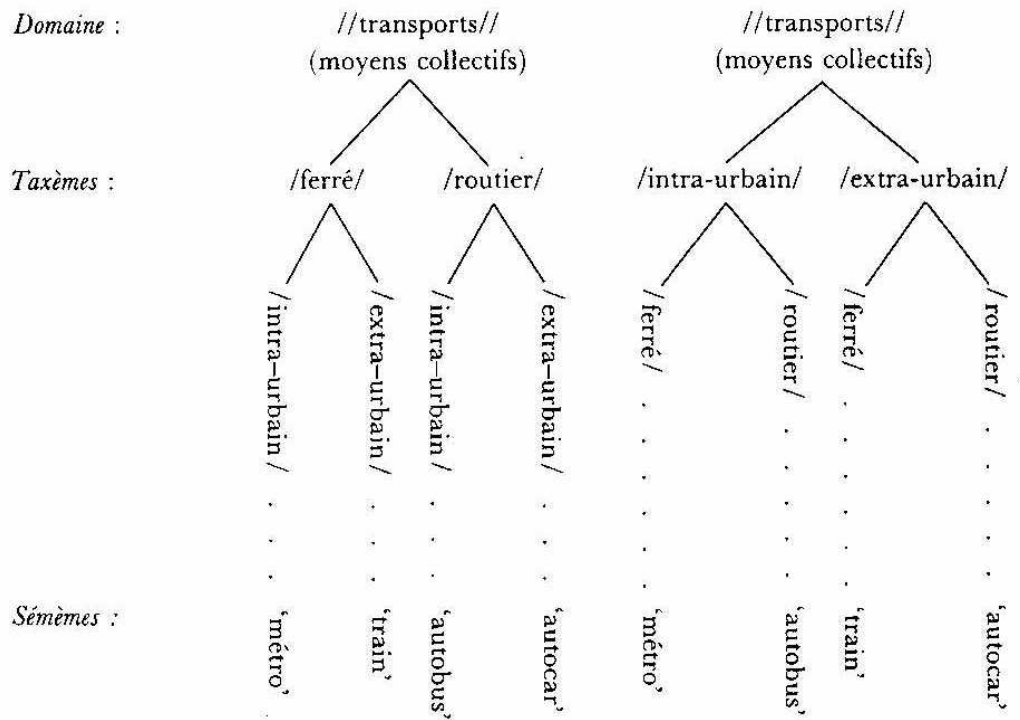 Domaine : //transports// //transports//
(moyens collectifs) (moyens collectifs)
Taxèmes : /ferré/ /routier/ /intra-urbain/ /extra-urbain/
/intra–urbain/ . . .
/extra–urbain/ . . .
/intra–urbain/ . . .
/extra–urbain/ . . .
/ferré/ . . . . . .
/routier/ . . . . .
/ferré/ . . . . . .
/routier/ . . . . .
Sémèmes : ‘métro’ ‘train’ ‘autobus’ ‘autocar’ ‘métro’ ‘autobus’ ‘train’ ‘autocar’